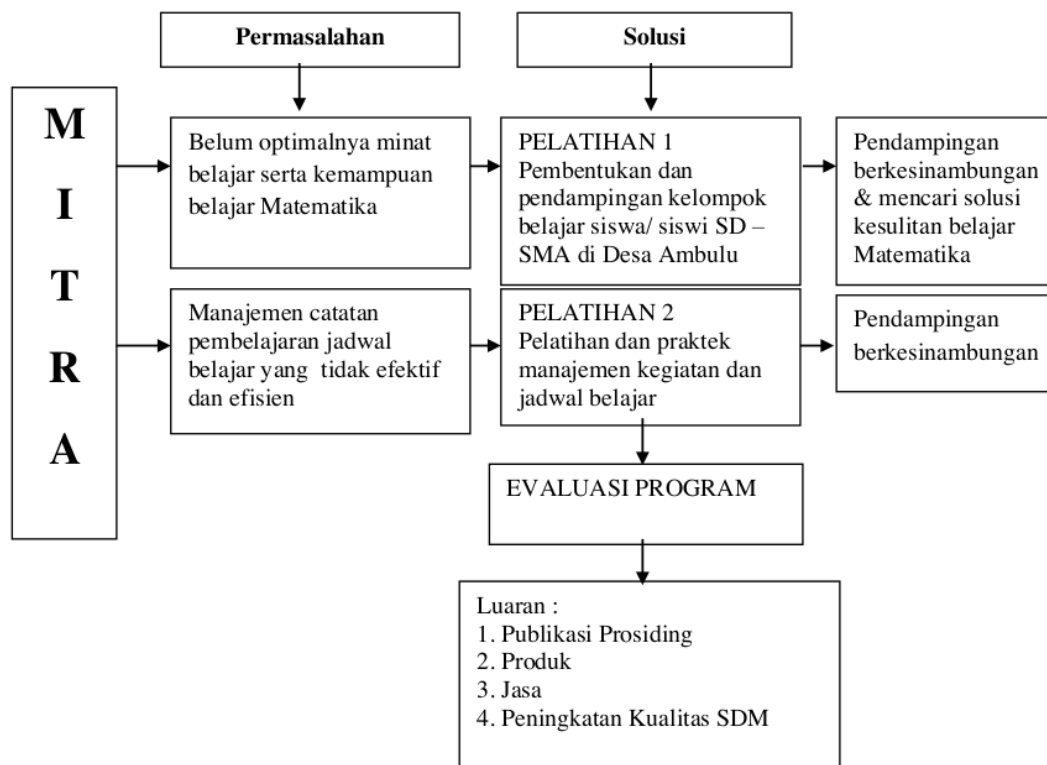 Permasalahan
Solusi
M
I
T
R
A
Belum optimalnya minat
belajar serta kemampuan
belajar Matematika
PELATIHAN 1
Pembentukan dan
pendampingan kelompok
belajar siswa/ siswi SD –
SMA di Desa Ambulu
Pendampingan
berkesinambungan
& mencari solusi
kesulitan belajar
Matematika
Manajemen catatan
pembelajaran jadwal
belajar yang tidak efektif
dan efisien
PELATIHAN 2
Pelatihan dan praktek
manajemen kegiatan dan
jadwal belajar
Pendampingan
berkesinambungan
EVALUASI PROGRAM
Luaran :
1. Publikasi Prosiding
2. Produk
3. Jasa
4. Peningkatan Kualitas SDM